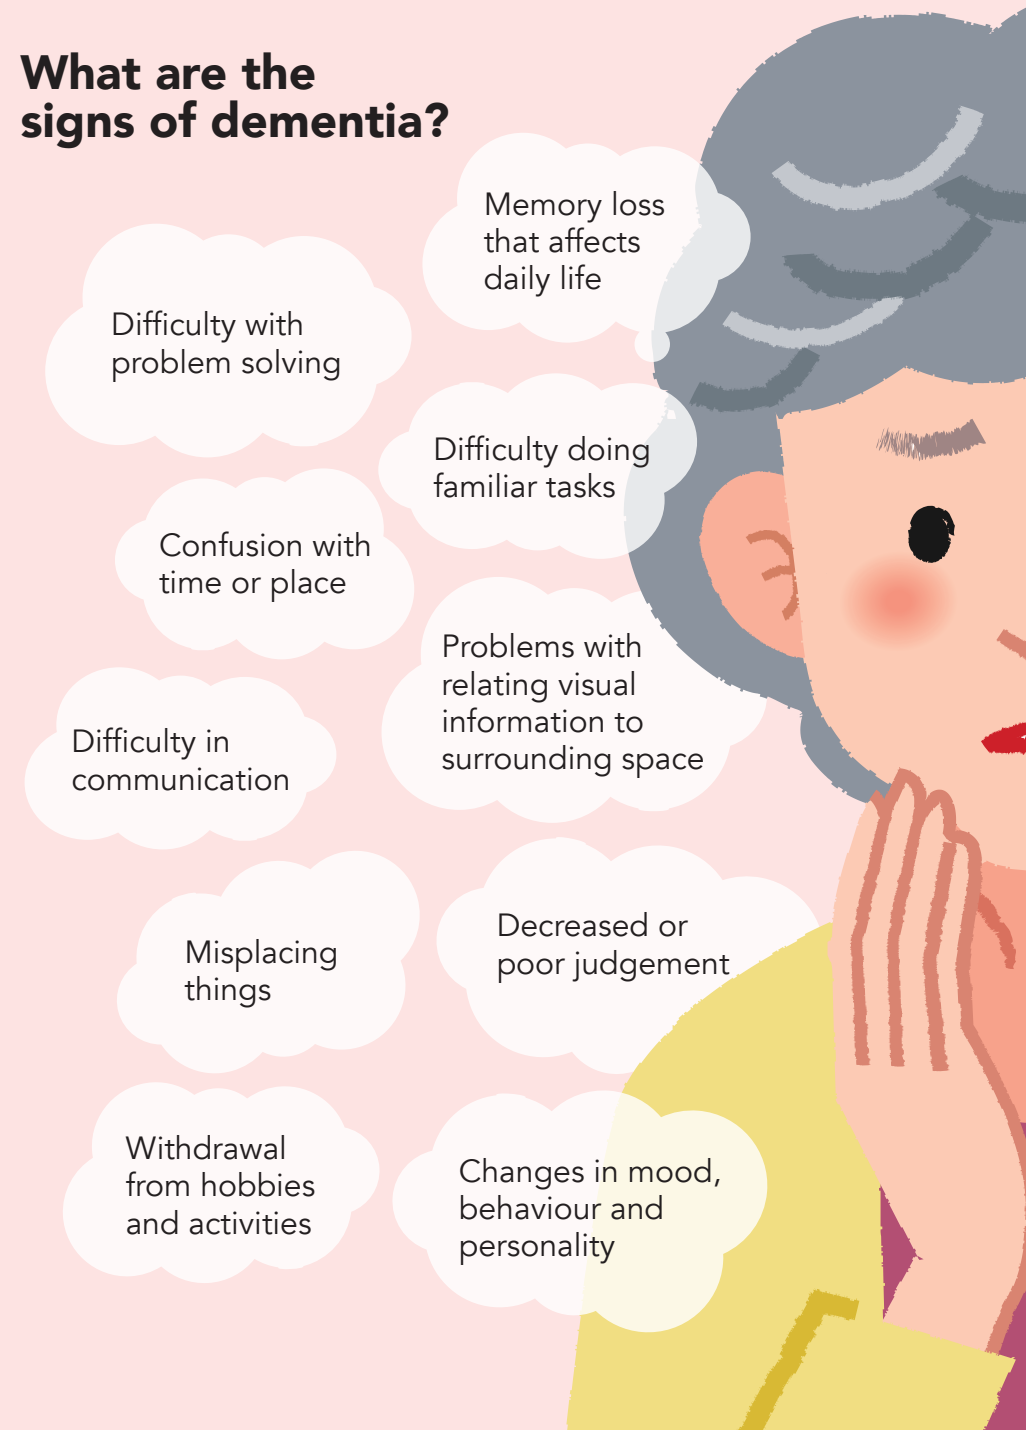 What are the
signs of dementia?
Memory loss
that affects
daily life
Difficulty with
problem solving
Difficulty doing
familiar tasks
Confusion with
time or place
Problems with
relating visual
information to
surrounding space
Difficulty in
communication
Decreased or
poor judgement
Misplacing
things
Withdrawal
from hobbies
and activities
Changes in mood,
behaviour and
personality